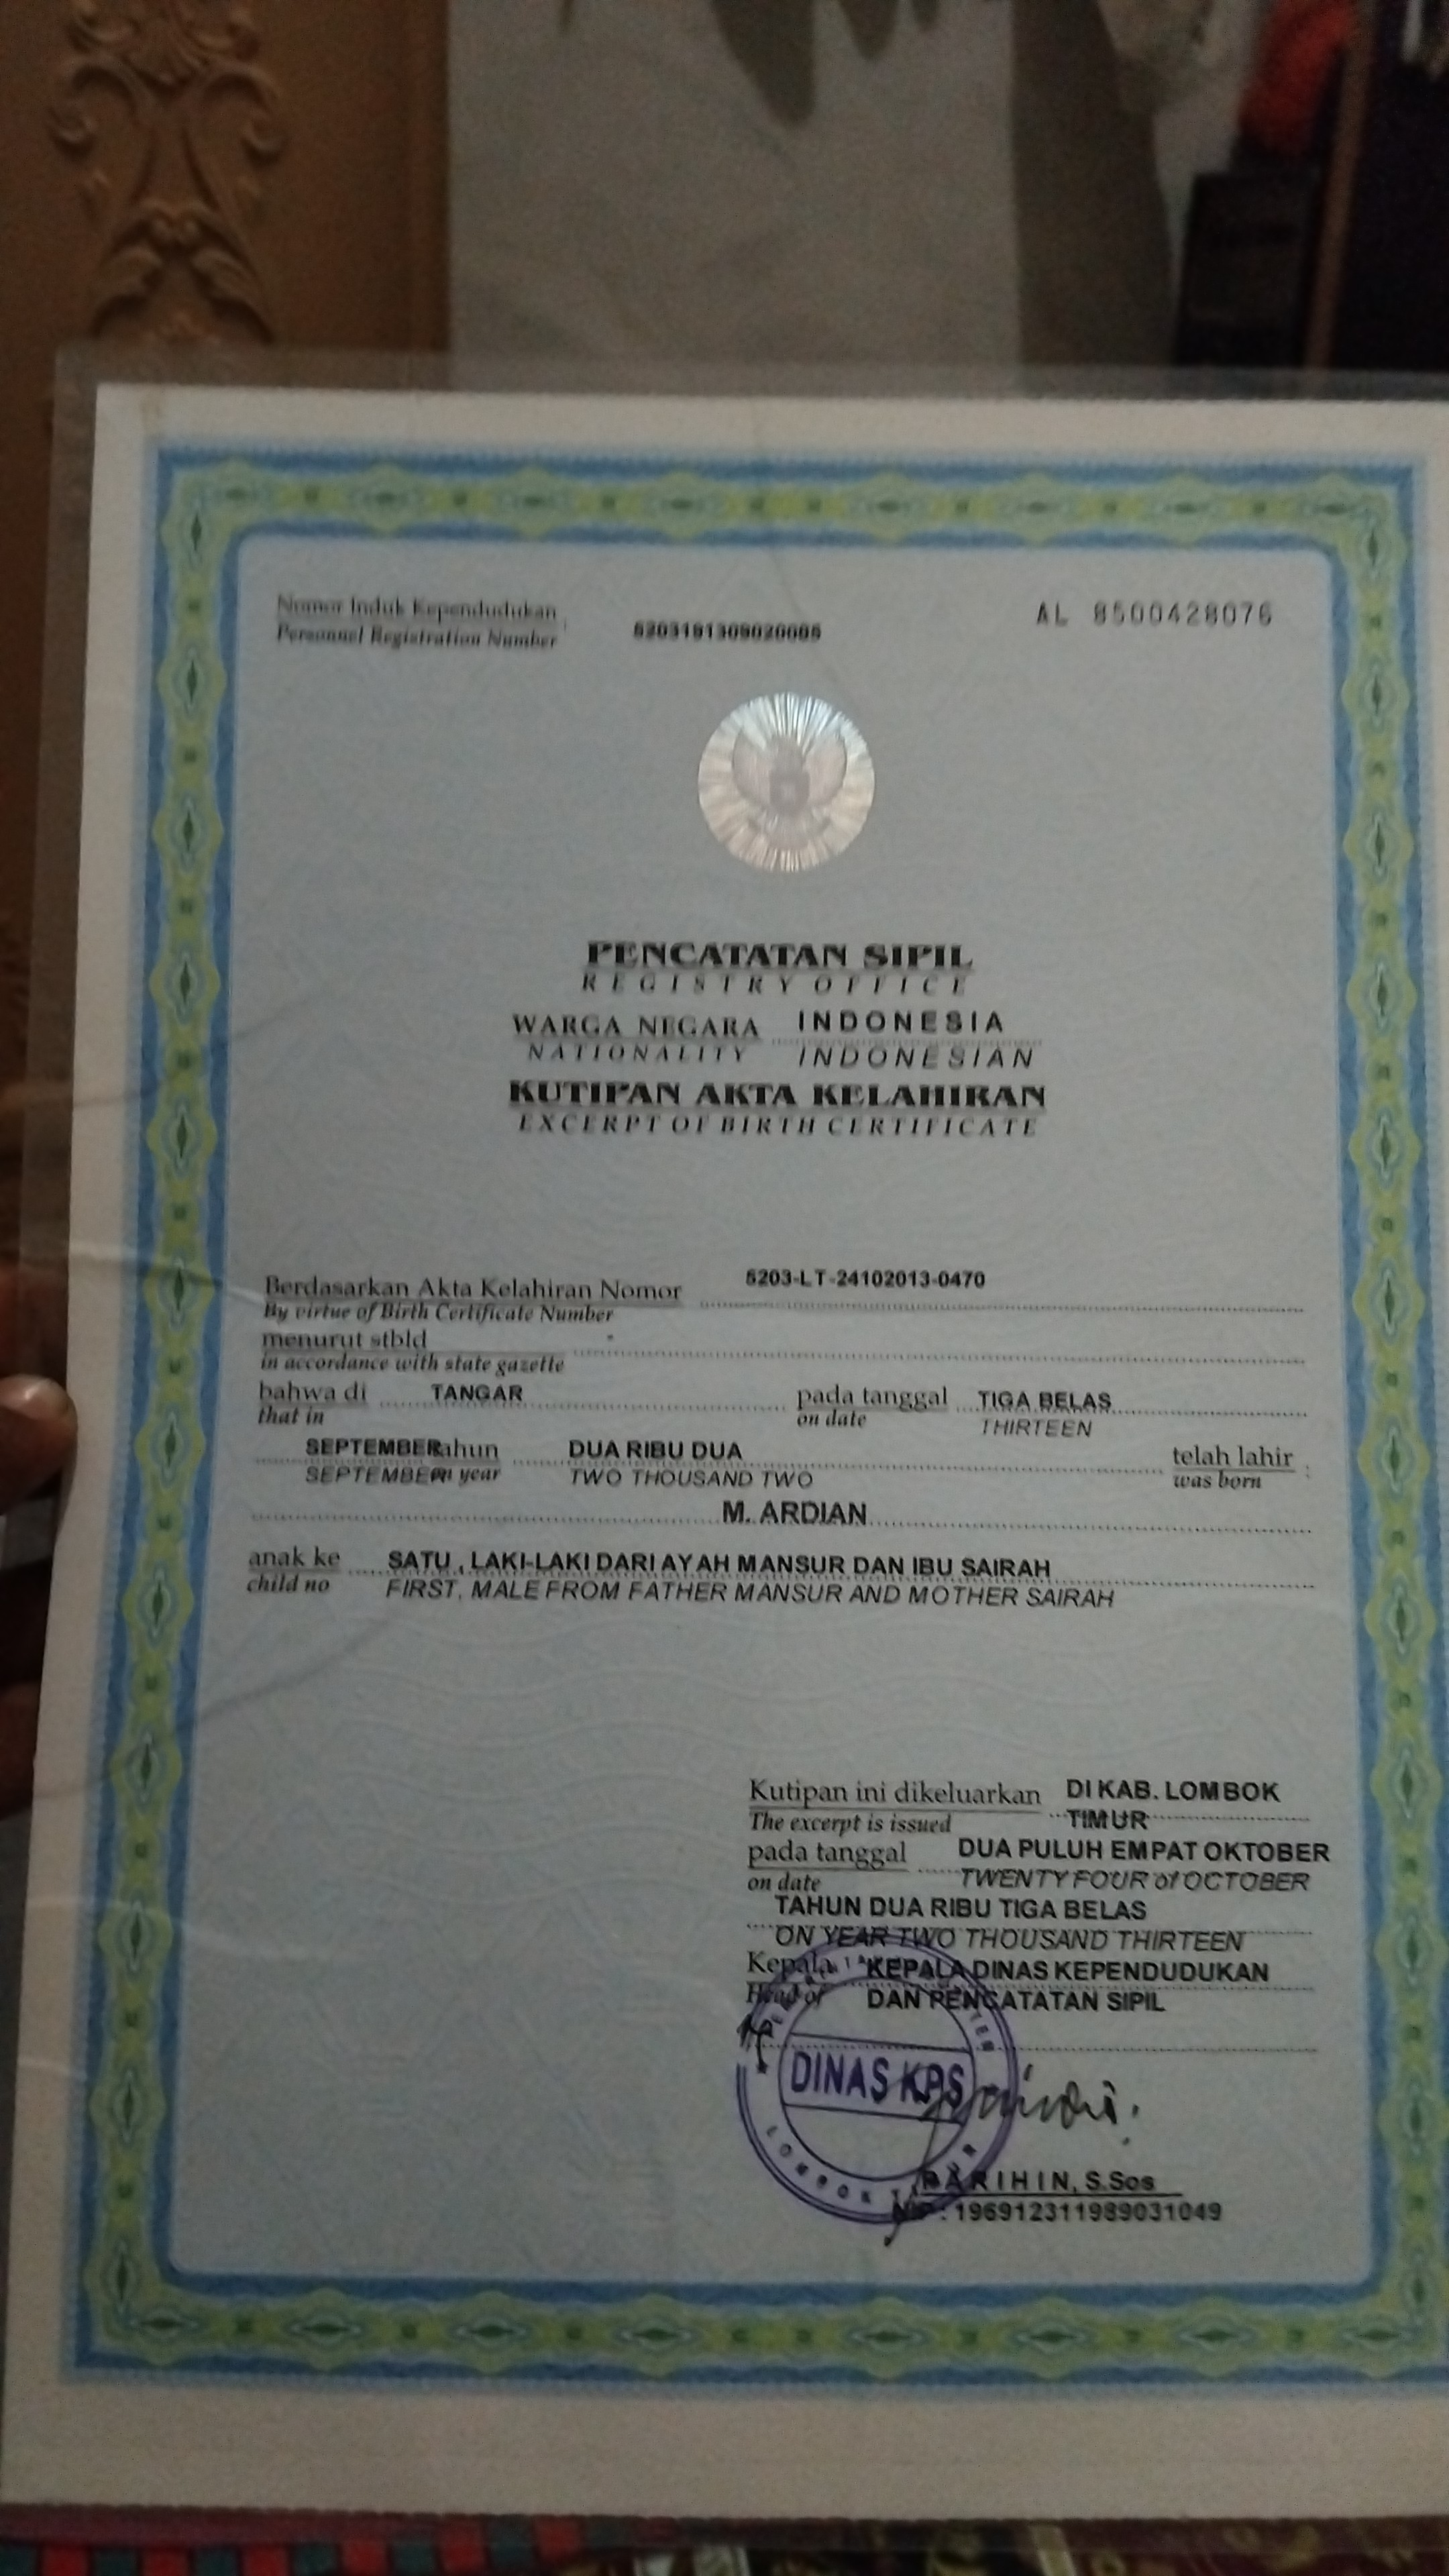 Nomor Induk Kependudukan
Personnel Registration Number
AL 8500428076
PENCATATAN SIPIL
REGISTRY OFFICE
WARGA NEGARA INDONESIA
NATIONALITY INDONESIAN
KUTIPAN AKTA KELAHIRAN
EXCERPT OF BIRTH CERTIFICATE
Berdasarkan Akta Kelahiran Nomor 5203-LT-24102013-0470
By virtue of Birth Certificate Number
menurut stbld -
in accordance with state gazette
bahwa di TANGAR pada tanggal TIGA BELAS
that in on date THIRTEEN
SEPTEMBER tahun DUA RIBU DUA telah lahir :
SEPTEMBER year TWO THOUSAND TWO was born
M. ARDIAN
anak ke SATU , LAKI-LAKI DARI AYAH MANSUR DAN IBU SAIRAH
child no FIRST, MALE FROM FATHER MANSUR AND MOTHER SAIRAH
Kutipan ini dikeluarkan DI KAB. LOMBOK
The excerpt is issued TIMUR
pada tanggal DUA PULUH EMPAT OKTOBER
on date TWENTY FOUR of OCTOBER
TAHUN DUA RIBU TIGA BELAS
ON YEAR TWO THOUSAND THIRTEEN
Kepala KEPALA DINAS KEPENDUDUKAN
Head of DAN PENCATATAN SIPIL
DINAS KPS
LOMBOK
S.Sos
196912311989031049